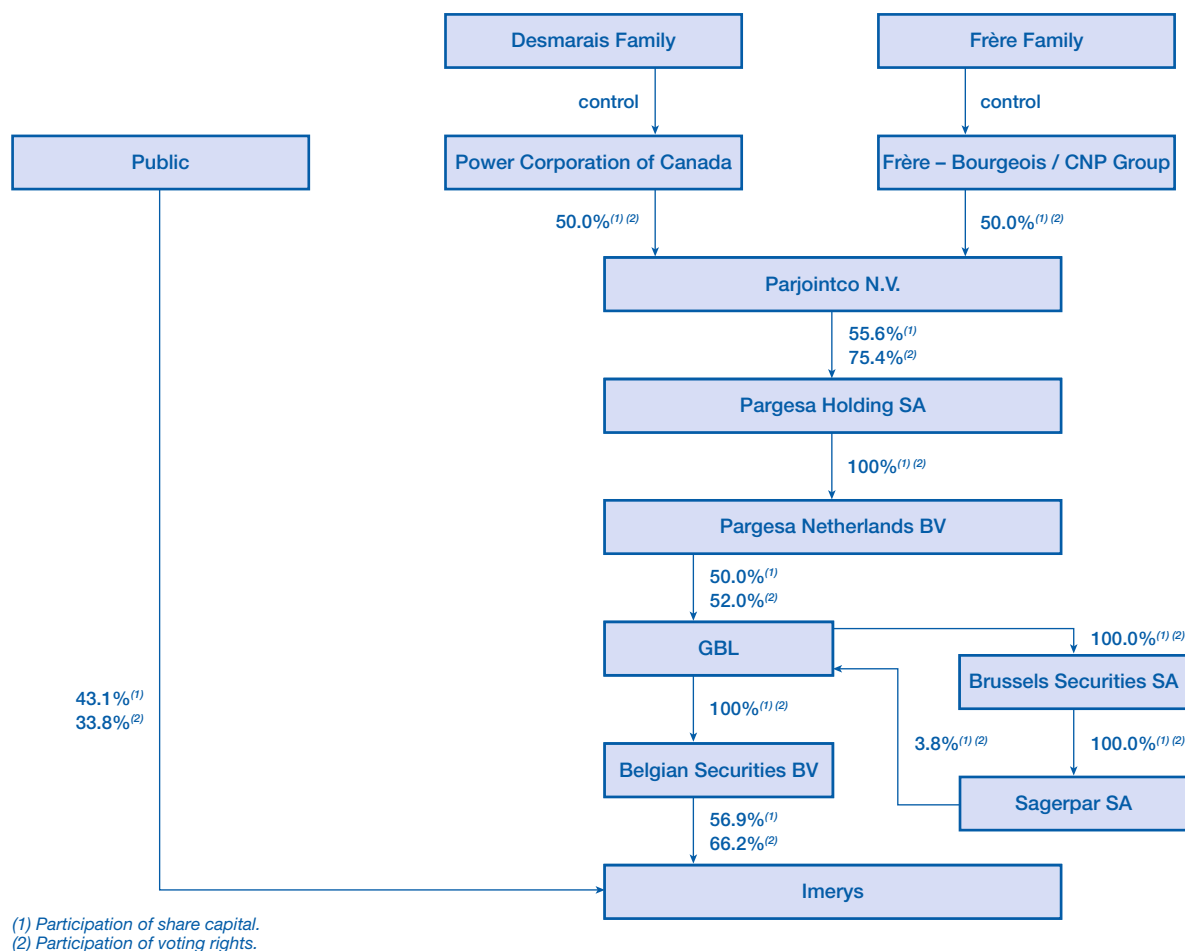 Desmarais Family
Frère Family
control
control
Public
Power Corporation of Canada
Frère – Bourgeois / CNP Group
50.0%(1) (2)
50.0%(1) (2)
Parjointco N.V.
55.6%(1)
75.4%(2)
Pargesa Holding SA
100%(1) (2)
Pargesa Netherlands BV
50.0%(1)
52.0%(2)
GBL
100.0%(1) (2)
Brussels Securities SA
43.1%(1)
33.8%(2)
100%(1) (2)
3.8%(1) (2)
100.0%(1) (2)
Belgian Securities BV
Sagerpar SA
56.9%(1)
66.2%(2)
Imerys
(1) Participation of share capital.
(2) Participation of voting rights.